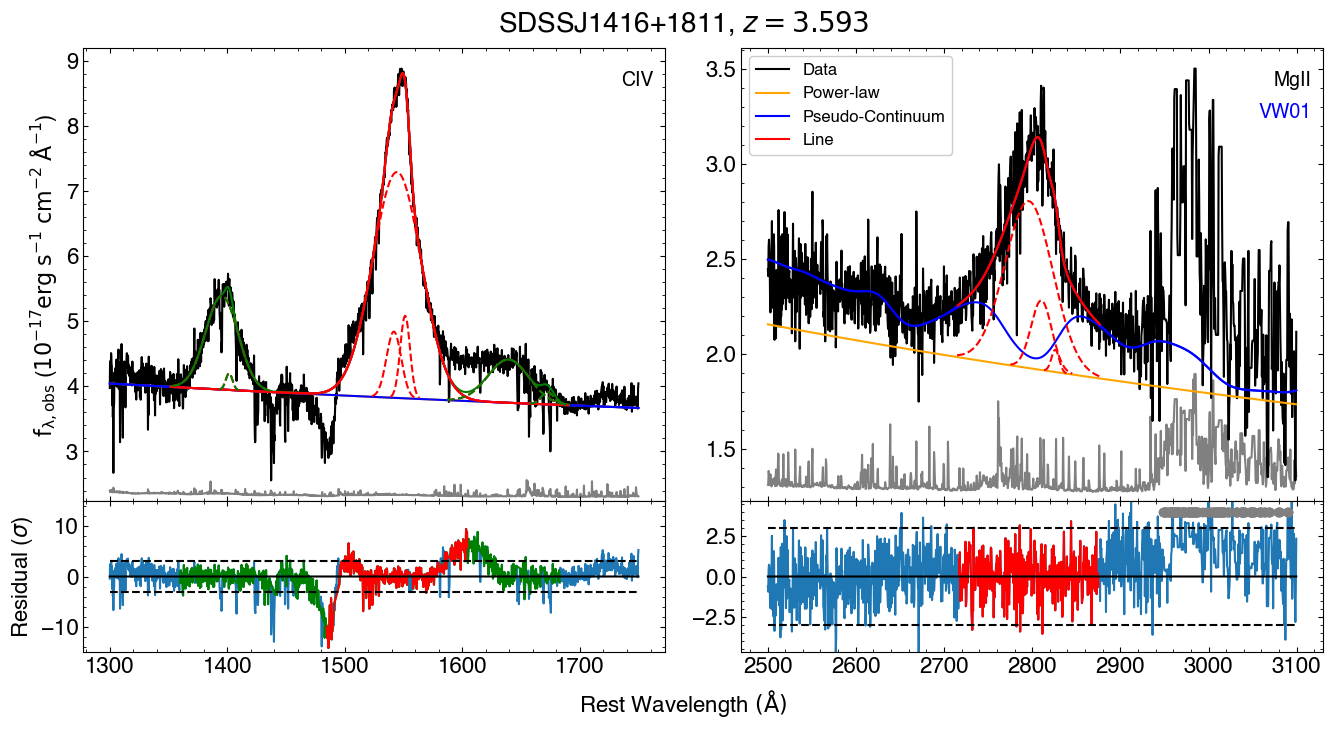 SDSSJ1416+1811, z = 3.593
CIV
9
8
7
6
5
4
3
f_λ, obs (10⁻¹⁷erg s⁻¹ cm⁻² Å⁻¹)
Data
Power-law
Pseudo-Continuum
Line
MgII
VW01
3.5
3.0
2.5
2.0
1.5
10
0
−10
Residual (σ)
2.5
0.0
−2.5
1300 1400 1500 1600 1700
2500 2600 2700 2800 2900 3000 3100
Rest Wavelength (Å)